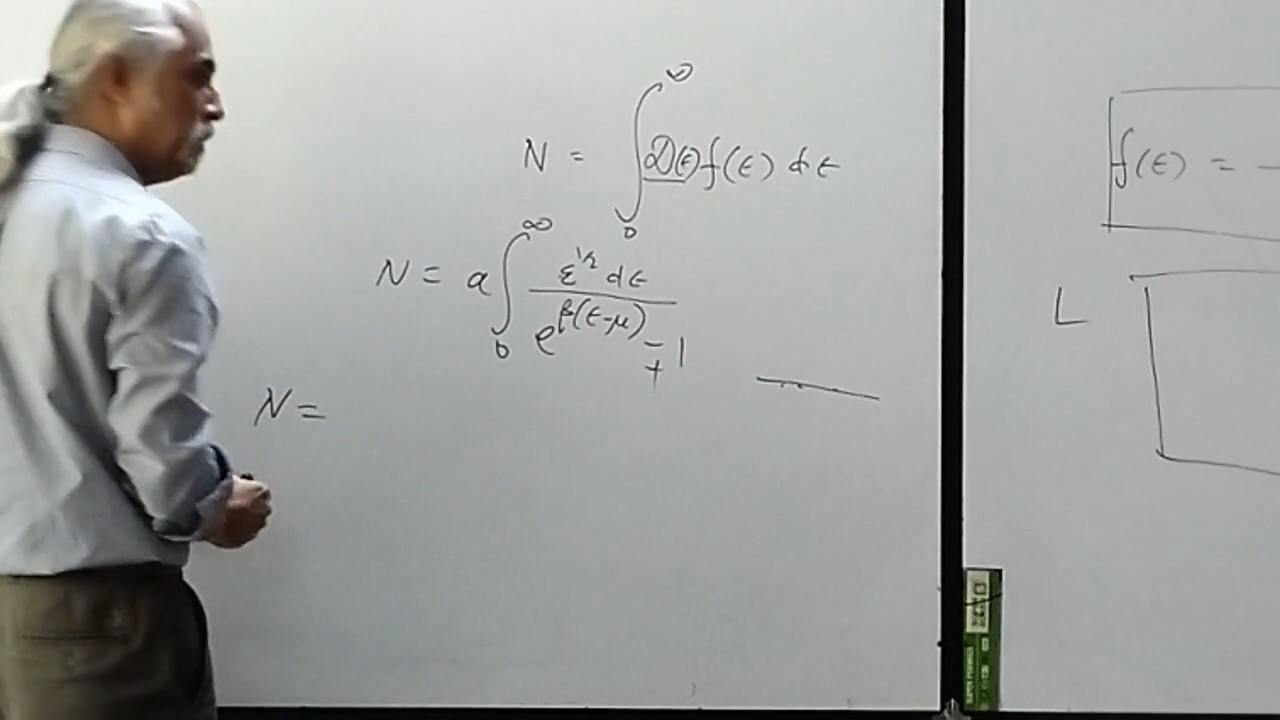 N = ∫₀^∞ D(ε) f(ε) dε
N = a ∫₀^∞ ε^{1/2} dε / (e^{β(ε-μ)} -+ 1)
N =
f(ε) = -
L